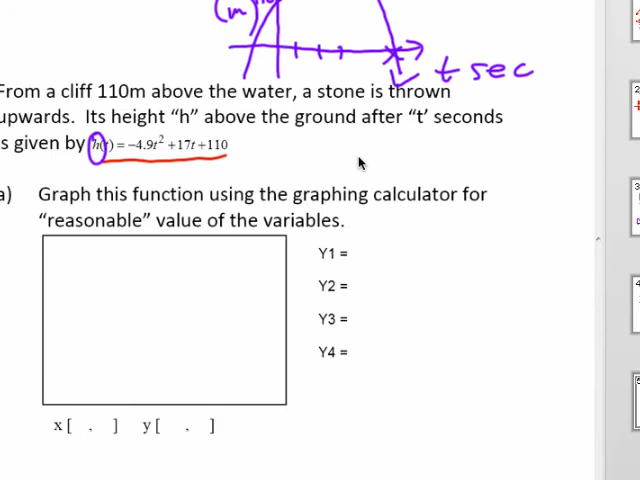 (m)
t sec
From a cliff 110m above the water, a stone is thrown
upwards. Its height "h" above the ground after "t' seconds
is given by h(t) = −4.9t² +17t+110
a) Graph this function using the graphing calculator for
"reasonable" value of the variables.
Y1 =
Y2 =
Y3 =
Y4 =
x[ , ] y[ , ]